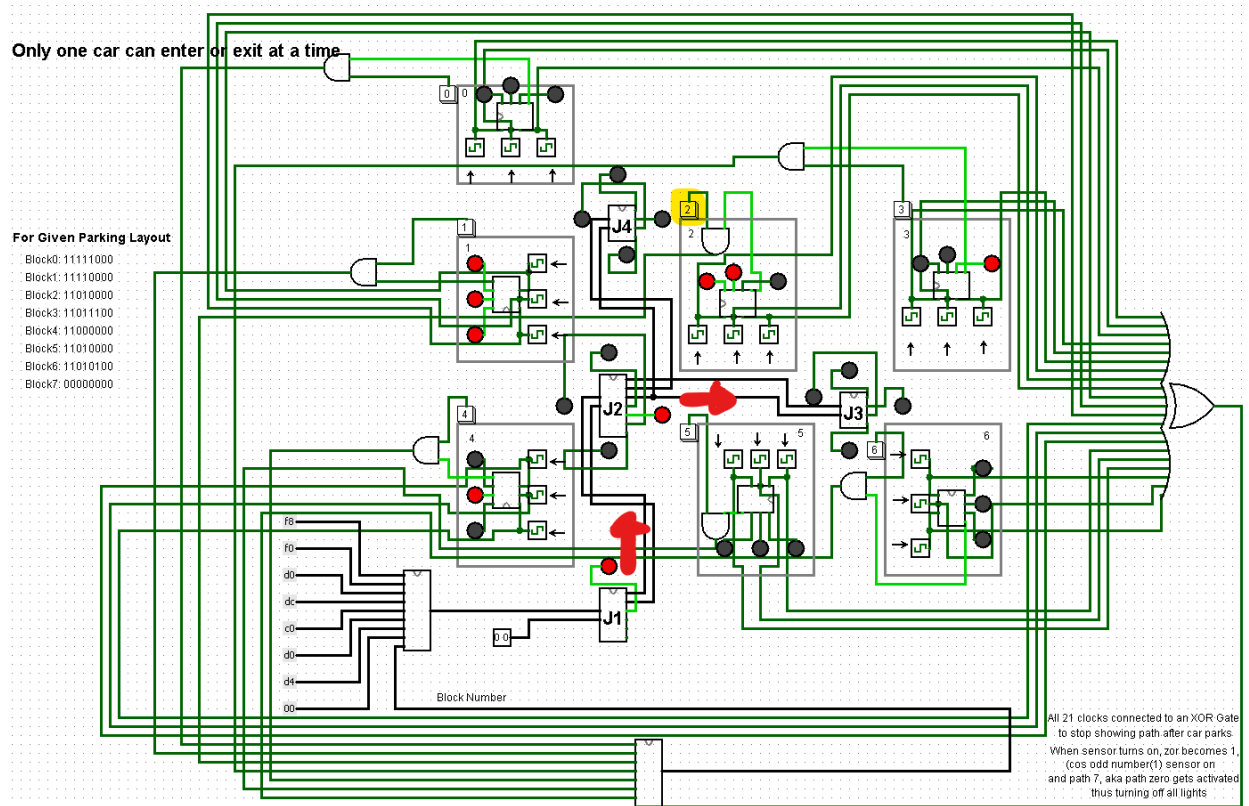 Only one car can enter or exit at a time
0
0
J4
2
2
3
3
1
1
For Given Parking Layout
Block0: 11111000
Block1: 11110000
Block2: 11010000
Block3: 11011100
Block4: 11000000
Block5: 11010000
Block6: 11010100
Block7: 00000000
J2
J3
4
4
5
5
6
6
f8
f0
d0
dc
c0
d0
d4
00
J1
0 0
Block Number
All 21 clocks connected to an XOR Gate
to stop showing path after car parks
When sensor turns on, zor becomes 1,
(cos odd number(1) sensor on
and path 7, aka path zero gets activated
thus turning off all lights